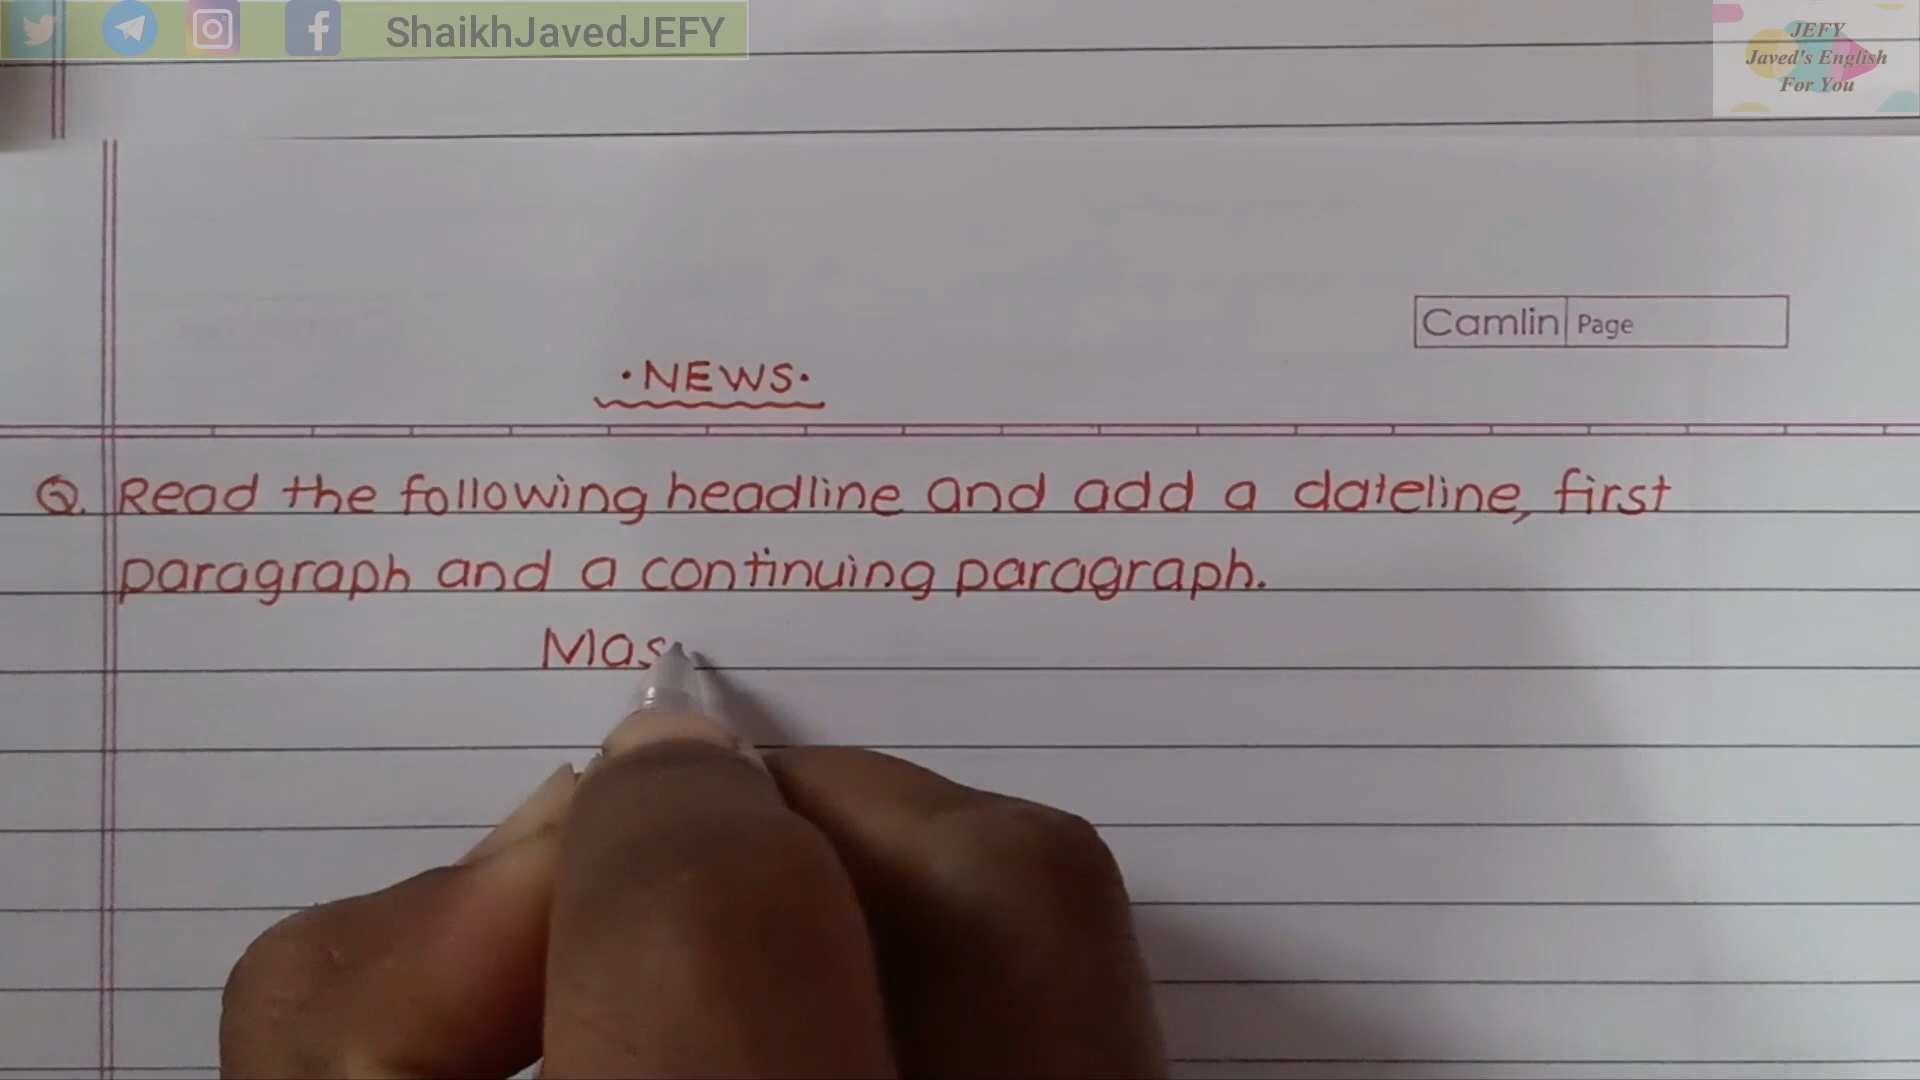 ShaikhJavedJEFY
JEFY
Javed's English
For You
Camlin Page
• NEWS •
Q. Read the following headline and add a dateline, first
paragraph and a continuing paragraph.
Mas